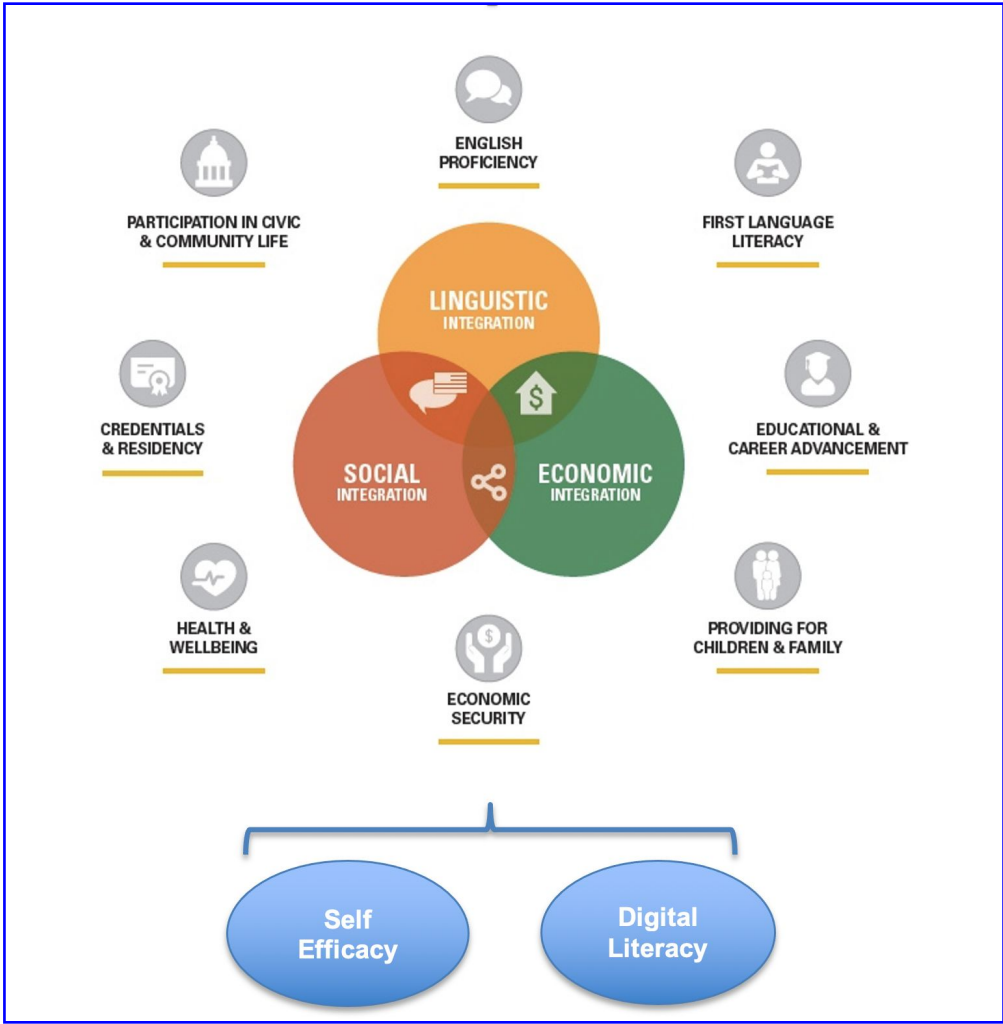 ENGLISH
PROFICIENCY
PARTICIPATION IN CIVIC
& COMMUNITY LIFE
FIRST LANGUAGE
LITERACY
LINGUISTIC
INTEGRATION
$
CREDENTIALS
& RESIDENCY
EDUCATIONAL &
CAREER ADVANCEMENT
SOCIAL
INTEGRATION
ECONOMIC
INTEGRATION
HEALTH &
WELLBEING
PROVIDING FOR
CHILDREN & FAMILY
$
ECONOMIC
SECURITY
Self
Efficacy
Digital
Literacy